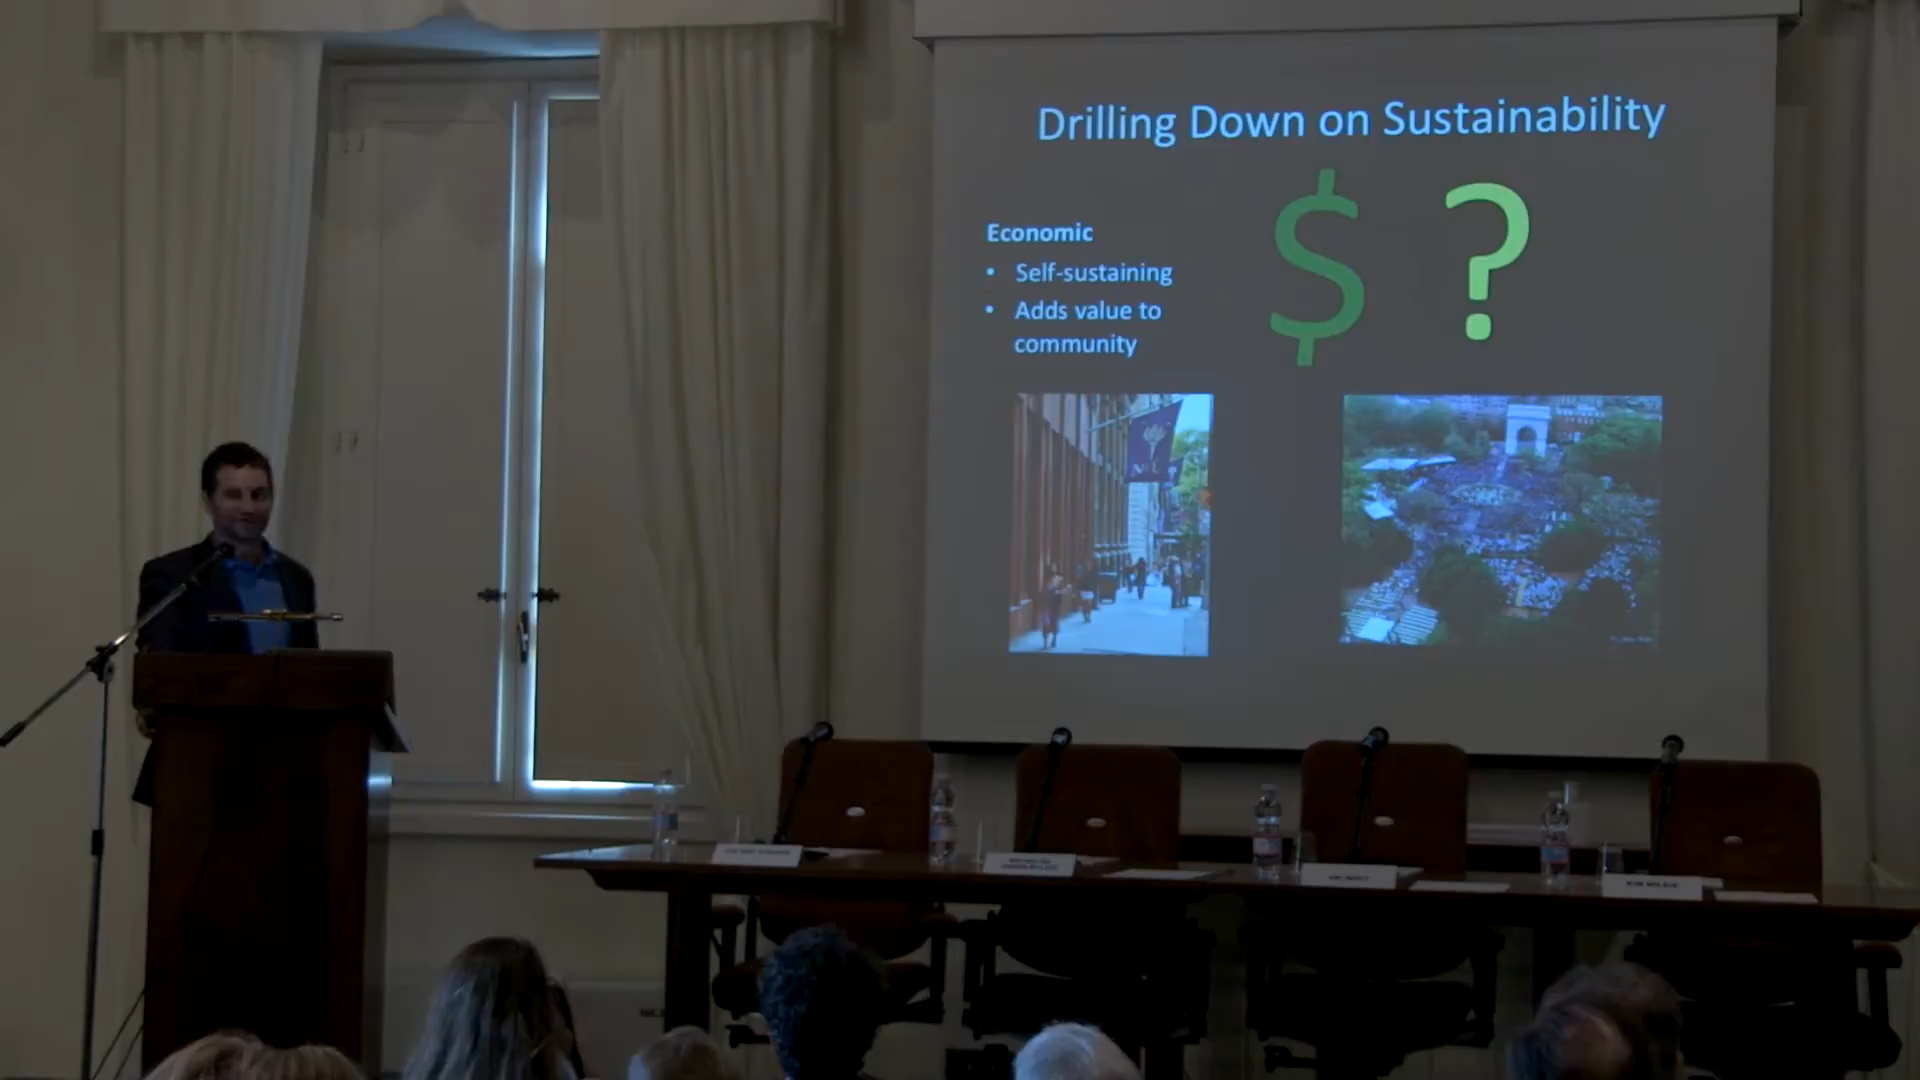 Drilling Down on Sustainability
$ ?
Economic
• Self-sustaining
• Adds value to
community